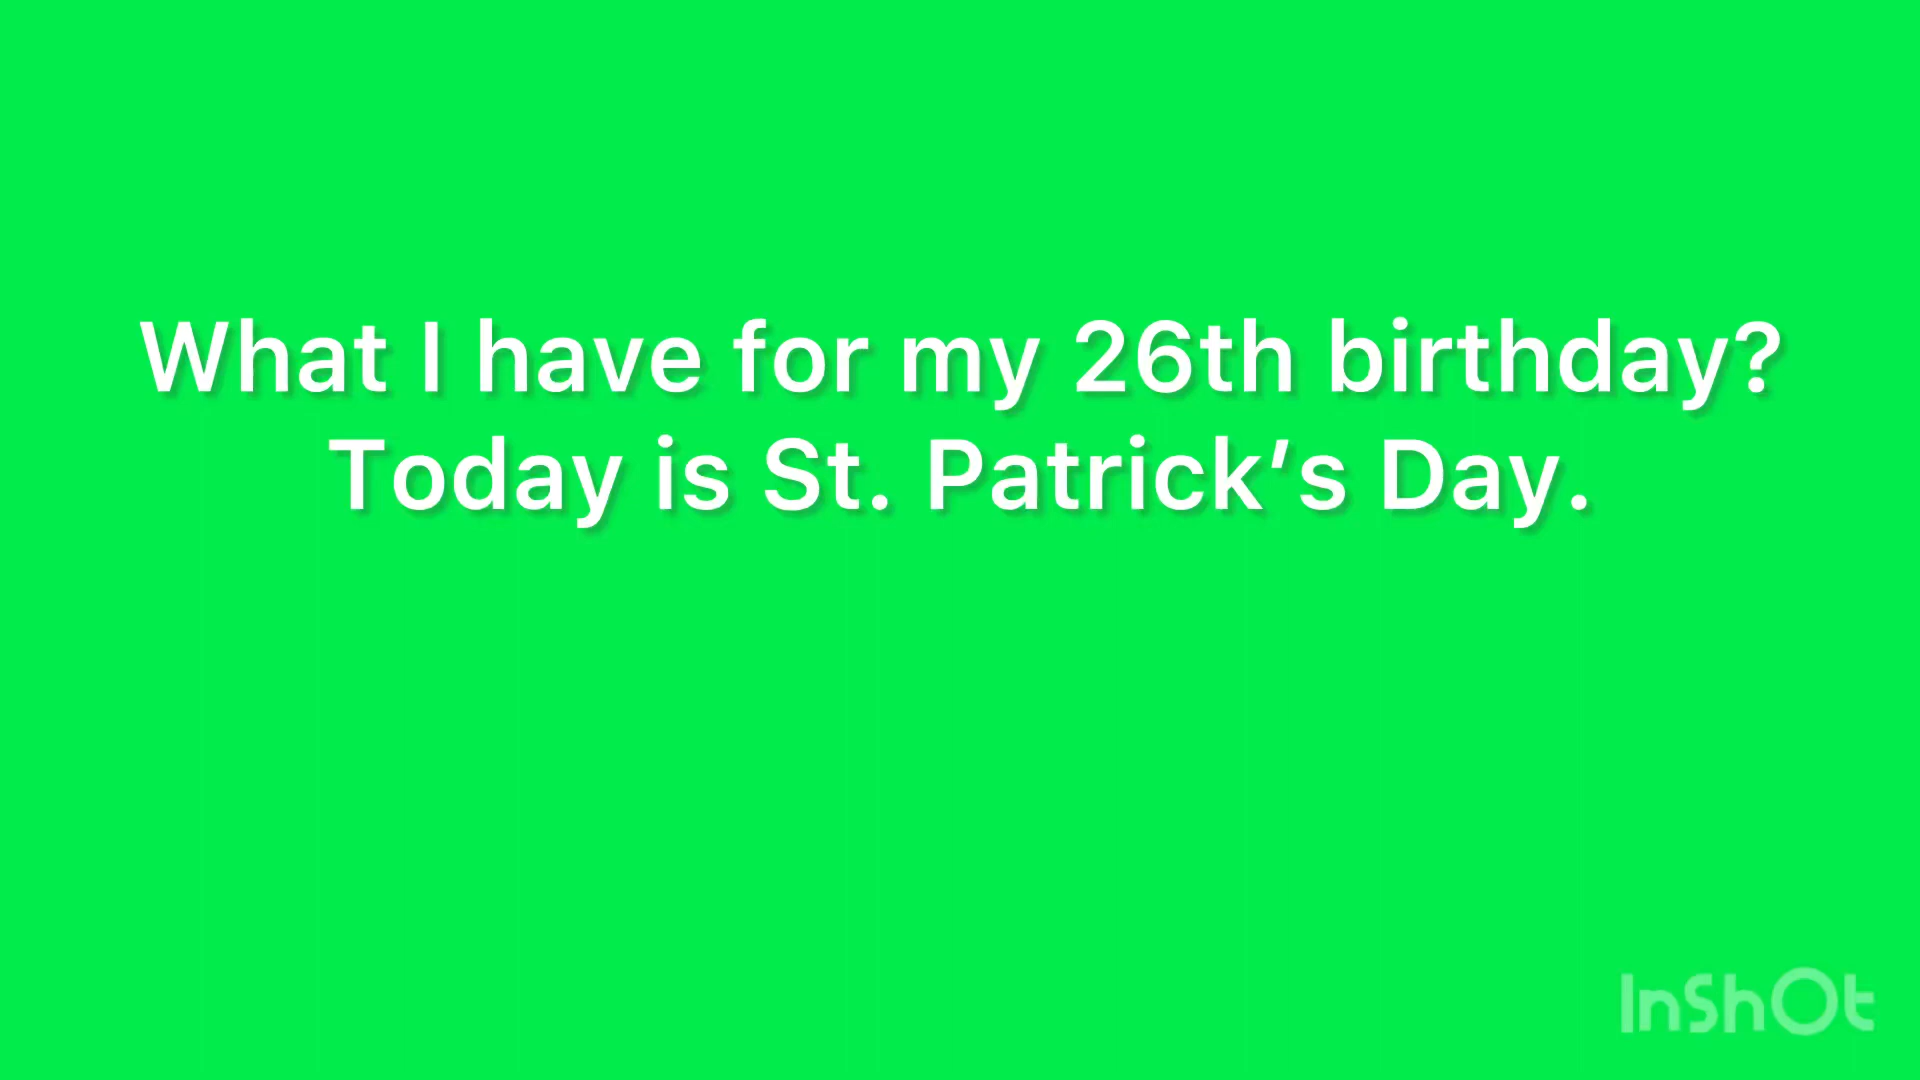 What I have for my 26th birthday?
Today is St. Patrick’s Day.
InShOt